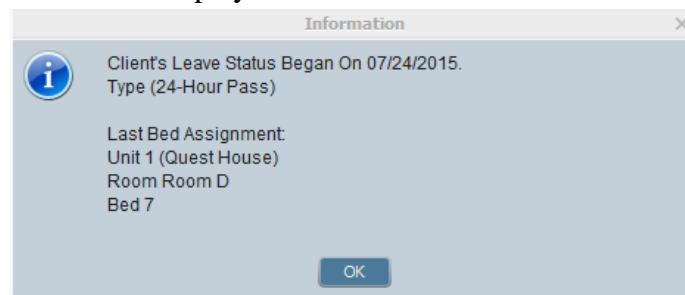 Information
Client's Leave Status Began On 07/24/2015.
Type (24-Hour Pass)
Last Bed Assignment:
Unit 1 (Quest House)
Room Room D
Bed 7
OK